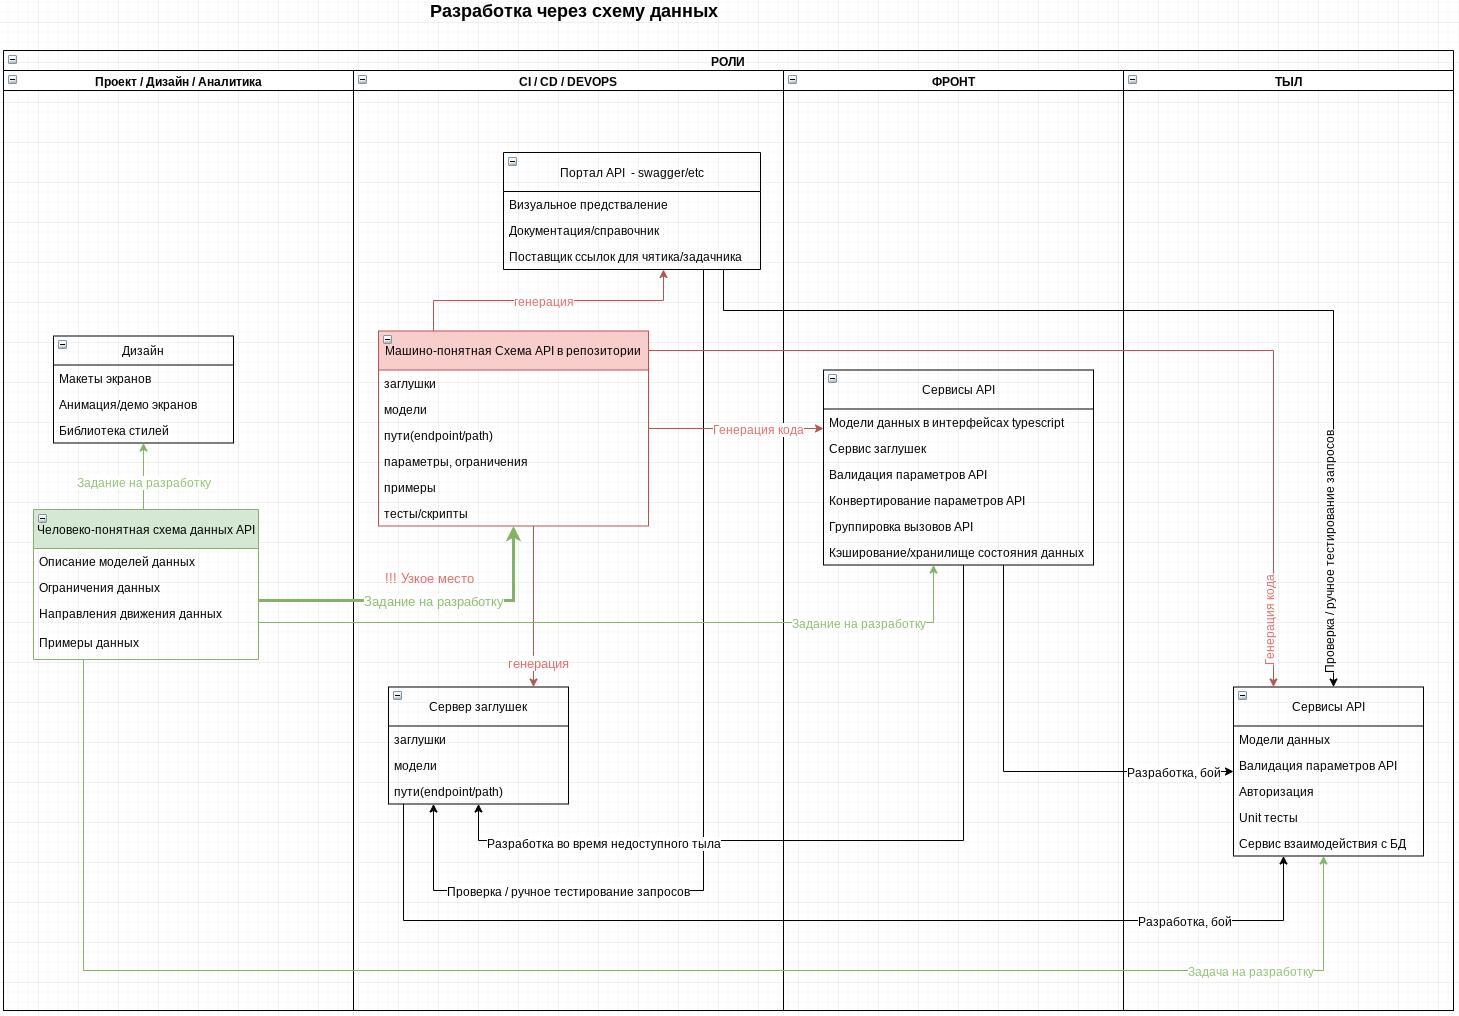 Разработка через схему данных
РОЛИ
Проект / Дизайн / Аналитика
CI / CD / DEVOPS
ФРОНТ
ТЫЛ
Портал API - swagger/etc
Визуальное предстваление
Документация/справочник
Поставщик ссылок для чятика/задачника
генерация
Машино-понятная Схема API в репозитории
заглушки
модели
пути(endpoint/path)
параметры, ограничения
примеры
тесты/скрипты
Дизайн
Макеты экранов
Анимация/демо экранов
Библиотека стилей
Задание на разработку
Человеко-понятная схема данных API
Описание моделей данных
Ограничения данных
Направления движения данных
Примеры данных
!!! Узкое место
Задание на разработку
Генерация кода
Сервисы API
Модели данных в интерфейсах typescript
Сервис заглушек
Валидация параметров API
Конвертирование параметров API
Группировка вызовов API
Кэширование/хранилище состояния данных
Задание на разработку
Генерация кода
Проверка / ручное тестирование запросов
генерация
Сервер заглушек
заглушки
модели
пути(endpoint/path)
Сервисы API
Модели данных
Валидация параметров API
Авторизация
Unit тесты
Сервис взаимодействия с БД
Разработка, бой
Разработка во время недоступного тыла
Проверка / ручное тестирование запросов
Разработка, бой
Задача на разработку